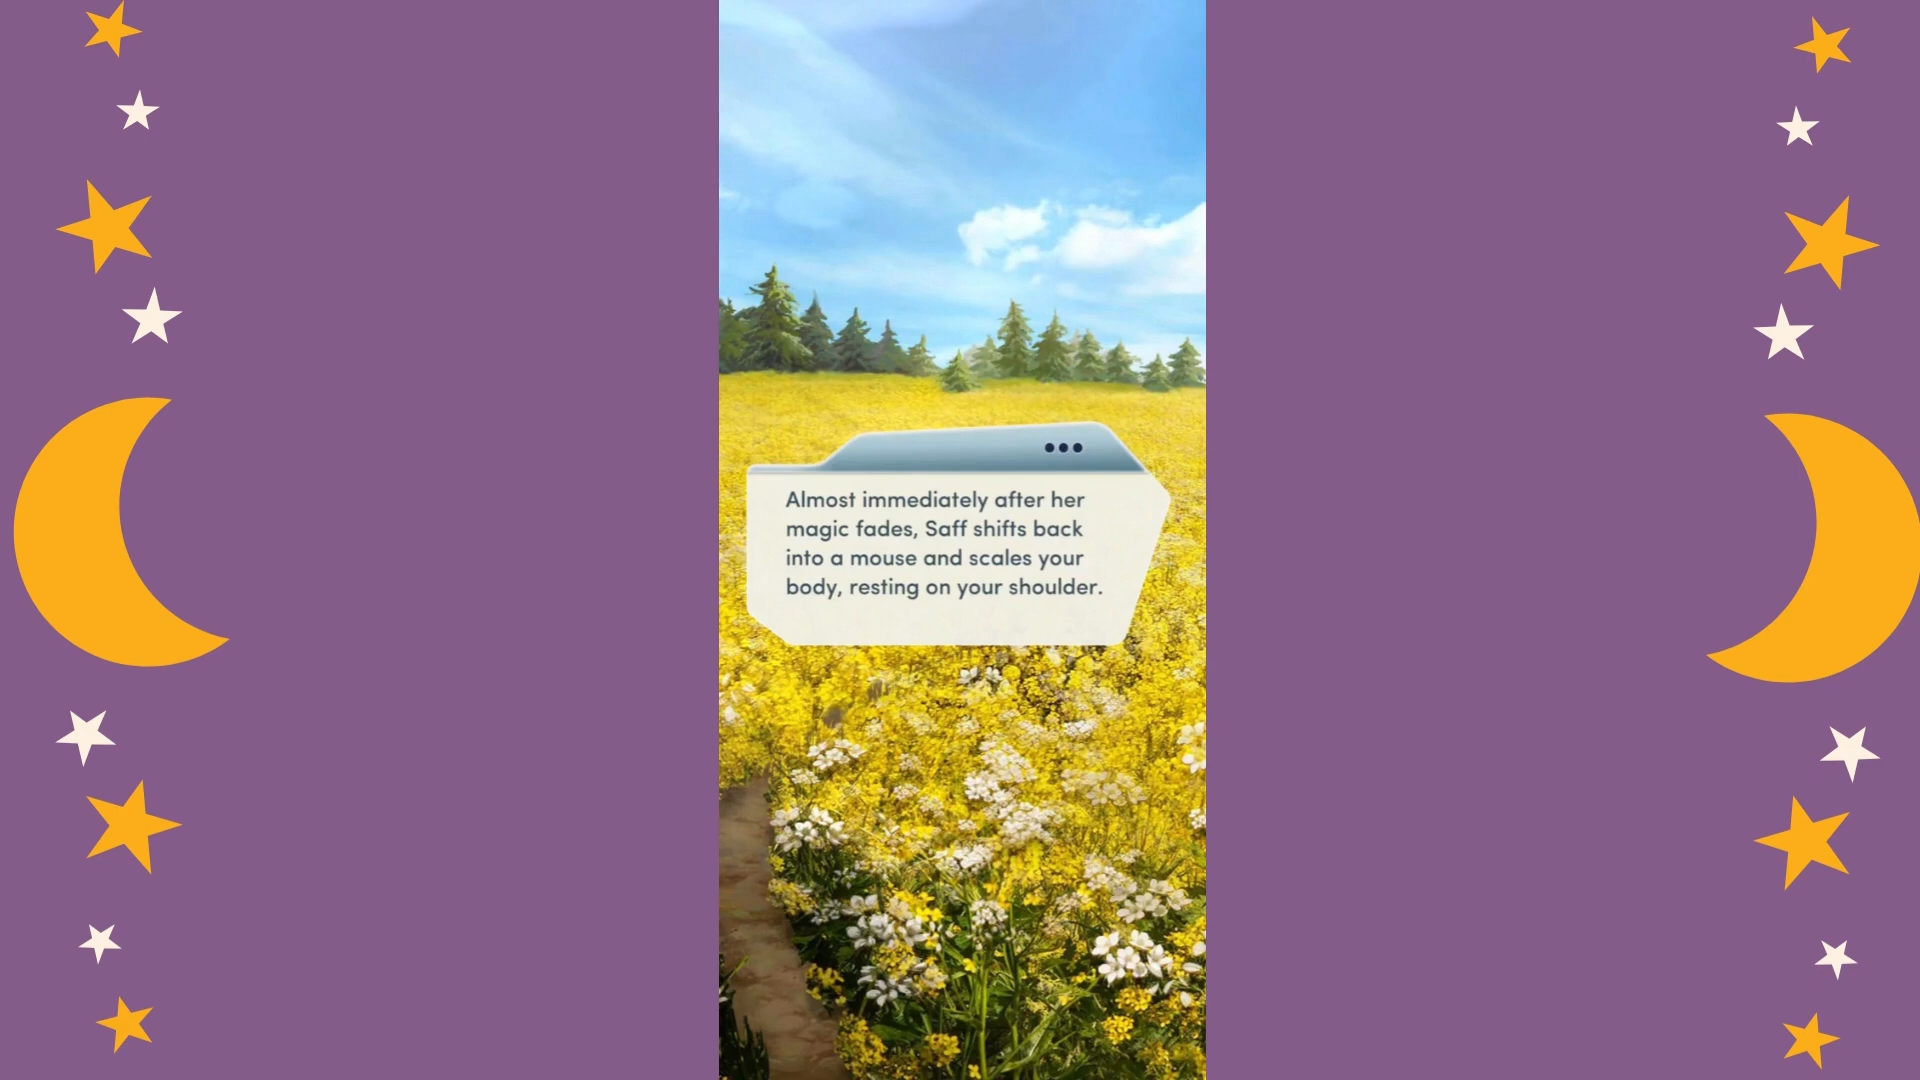 Almost immediately after her
magic fades, Saff shifts back
into a mouse and scales your
body, resting on your shoulder.